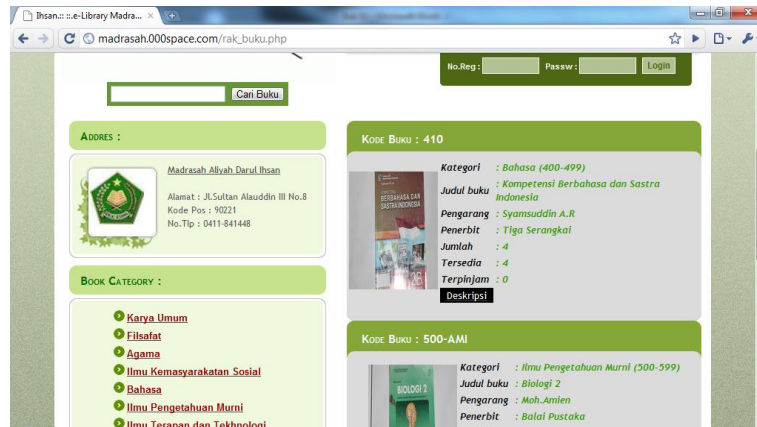 Ihsan.:: ::.e-Library Madra...
madrasah.000space.com/rak_buku.php
No.Reg :
Passw :
Login
Cari Buku
Addres :
Madrasah Aliyah Darul Ihsan
Alamat : Jl.Sultan Alauddin III No.8
Kode Pos : 90221
No.Tlp : 0411-841448
Book Category :
Karya Umum
Filsafat
Agama
Ilmu Kemasyarakatan Sosial
Bahasa
Ilmu Pengetahuan Murni
Ilmu Terapan dan Tekhnologi
Kode Buku : 410
BERBAHASA DAN
SASTRA INDONESIA
Kategori : Bahasa (400-499)
Judul buku : Kompetensi Berbahasa dan Sastra
Indonesia
Pengarang : Syamsuddin A.R
Penerbit : Tiga Serangkai
Jumlah : 4
Tersedia : 4
Terpinjam : 0
Deskripsi
Kode Buku : 500-AMI
BIOLOGI 2
Kategori : Ilmu Pengetahuan Murni (500-599)
Judul buku : Biologi 2
Pengarang : Moh.Amien
Penerbit : Balai Pustaka